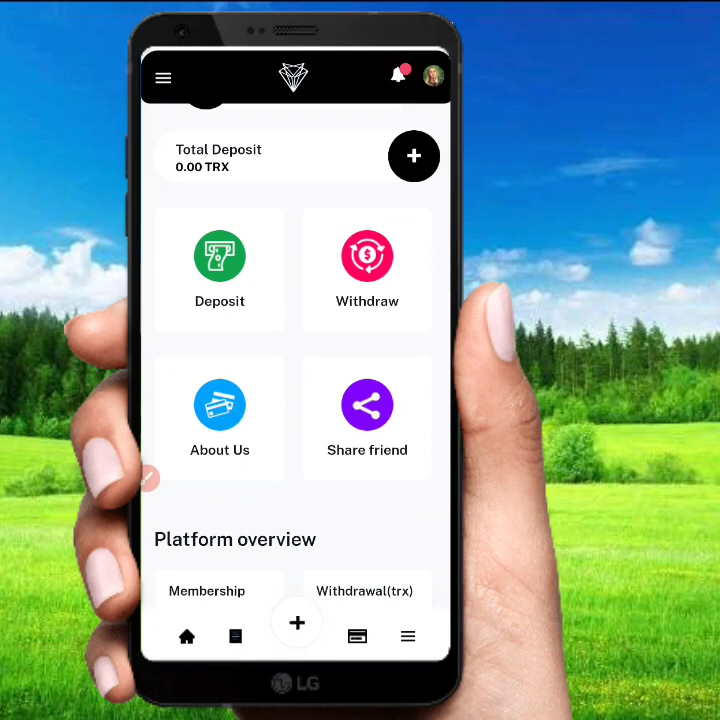 Total Deposit
0.00 TRX
Deposit
Withdraw
About Us
Share friend
Platform overview
Membership
Withdrawal(trx)
LG